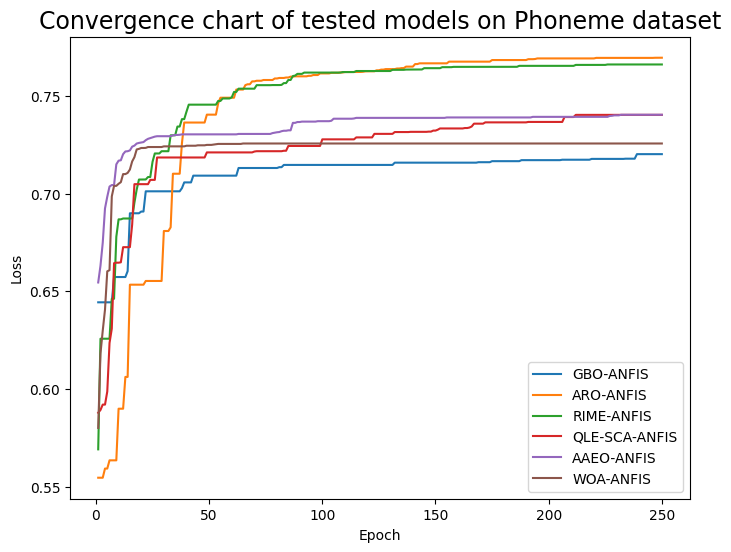 Convergence chart of tested models on Phoneme dataset
0.75
0.70
0.65
0.60
0.55
Loss
0
50
100
150
200
250
Epoch
GBO-ANFIS
ARO-ANFIS
RIME-ANFIS
QLE-SCA-ANFIS
AAEO-ANFIS
WOA-ANFIS